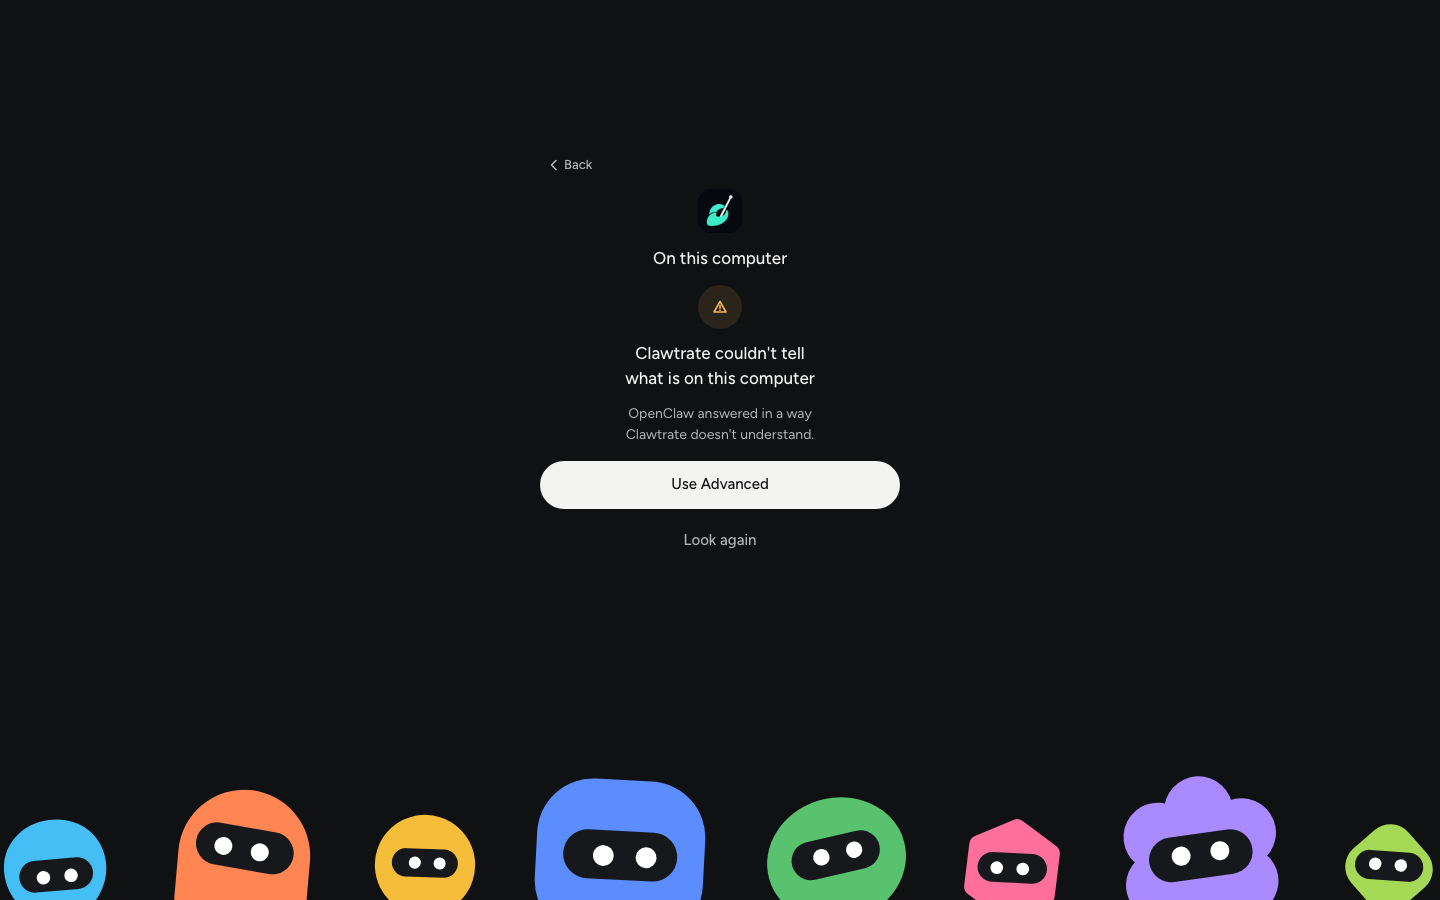 Back
On this computer
Clawtrate couldn't tell
what is on this computer
OpenClaw answered in a way
Clawtrate doesn't understand.
Use Advanced
Look again